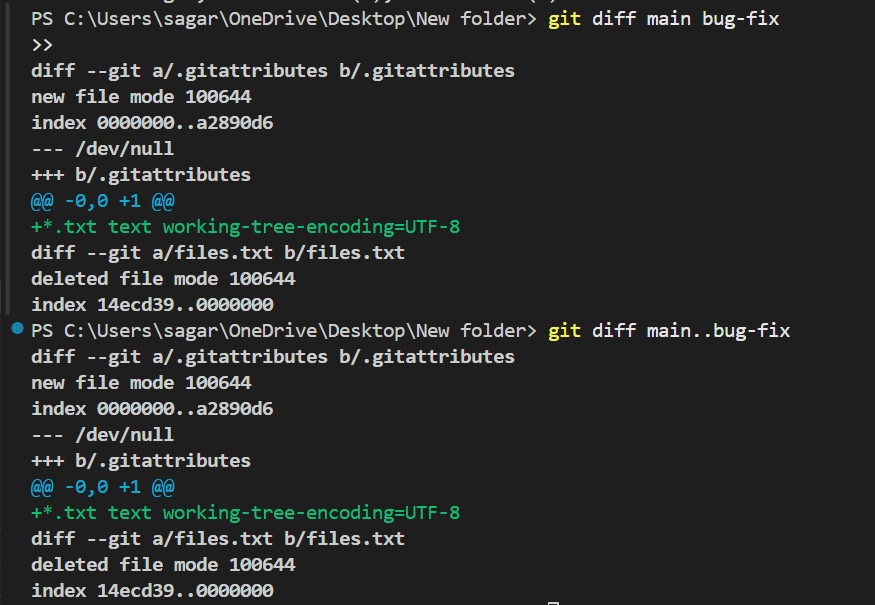 PS C:\Users\sagar\OneDrive\Desktop\New folder> git diff main bug-fix
>>
diff --git a/.gitattributes b/.gitattributes
new file mode 100644
index 0000000..a2890d6
--- /dev/null
+++ b/.gitattributes
@@ -0,0 +1 @@
+*.txt text working-tree-encoding=UTF-8
diff --git a/files.txt b/files.txt
deleted file mode 100644
index 14ecd39..0000000
PS C:\Users\sagar\OneDrive\Desktop\New folder> git diff main..bug-fix
diff --git a/.gitattributes b/.gitattributes
new file mode 100644
index 0000000..a2890d6
--- /dev/null
+++ b/.gitattributes
@@ -0,0 +1 @@
+*.txt text working-tree-encoding=UTF-8
diff --git a/files.txt b/files.txt
deleted file mode 100644
index 14ecd39..0000000